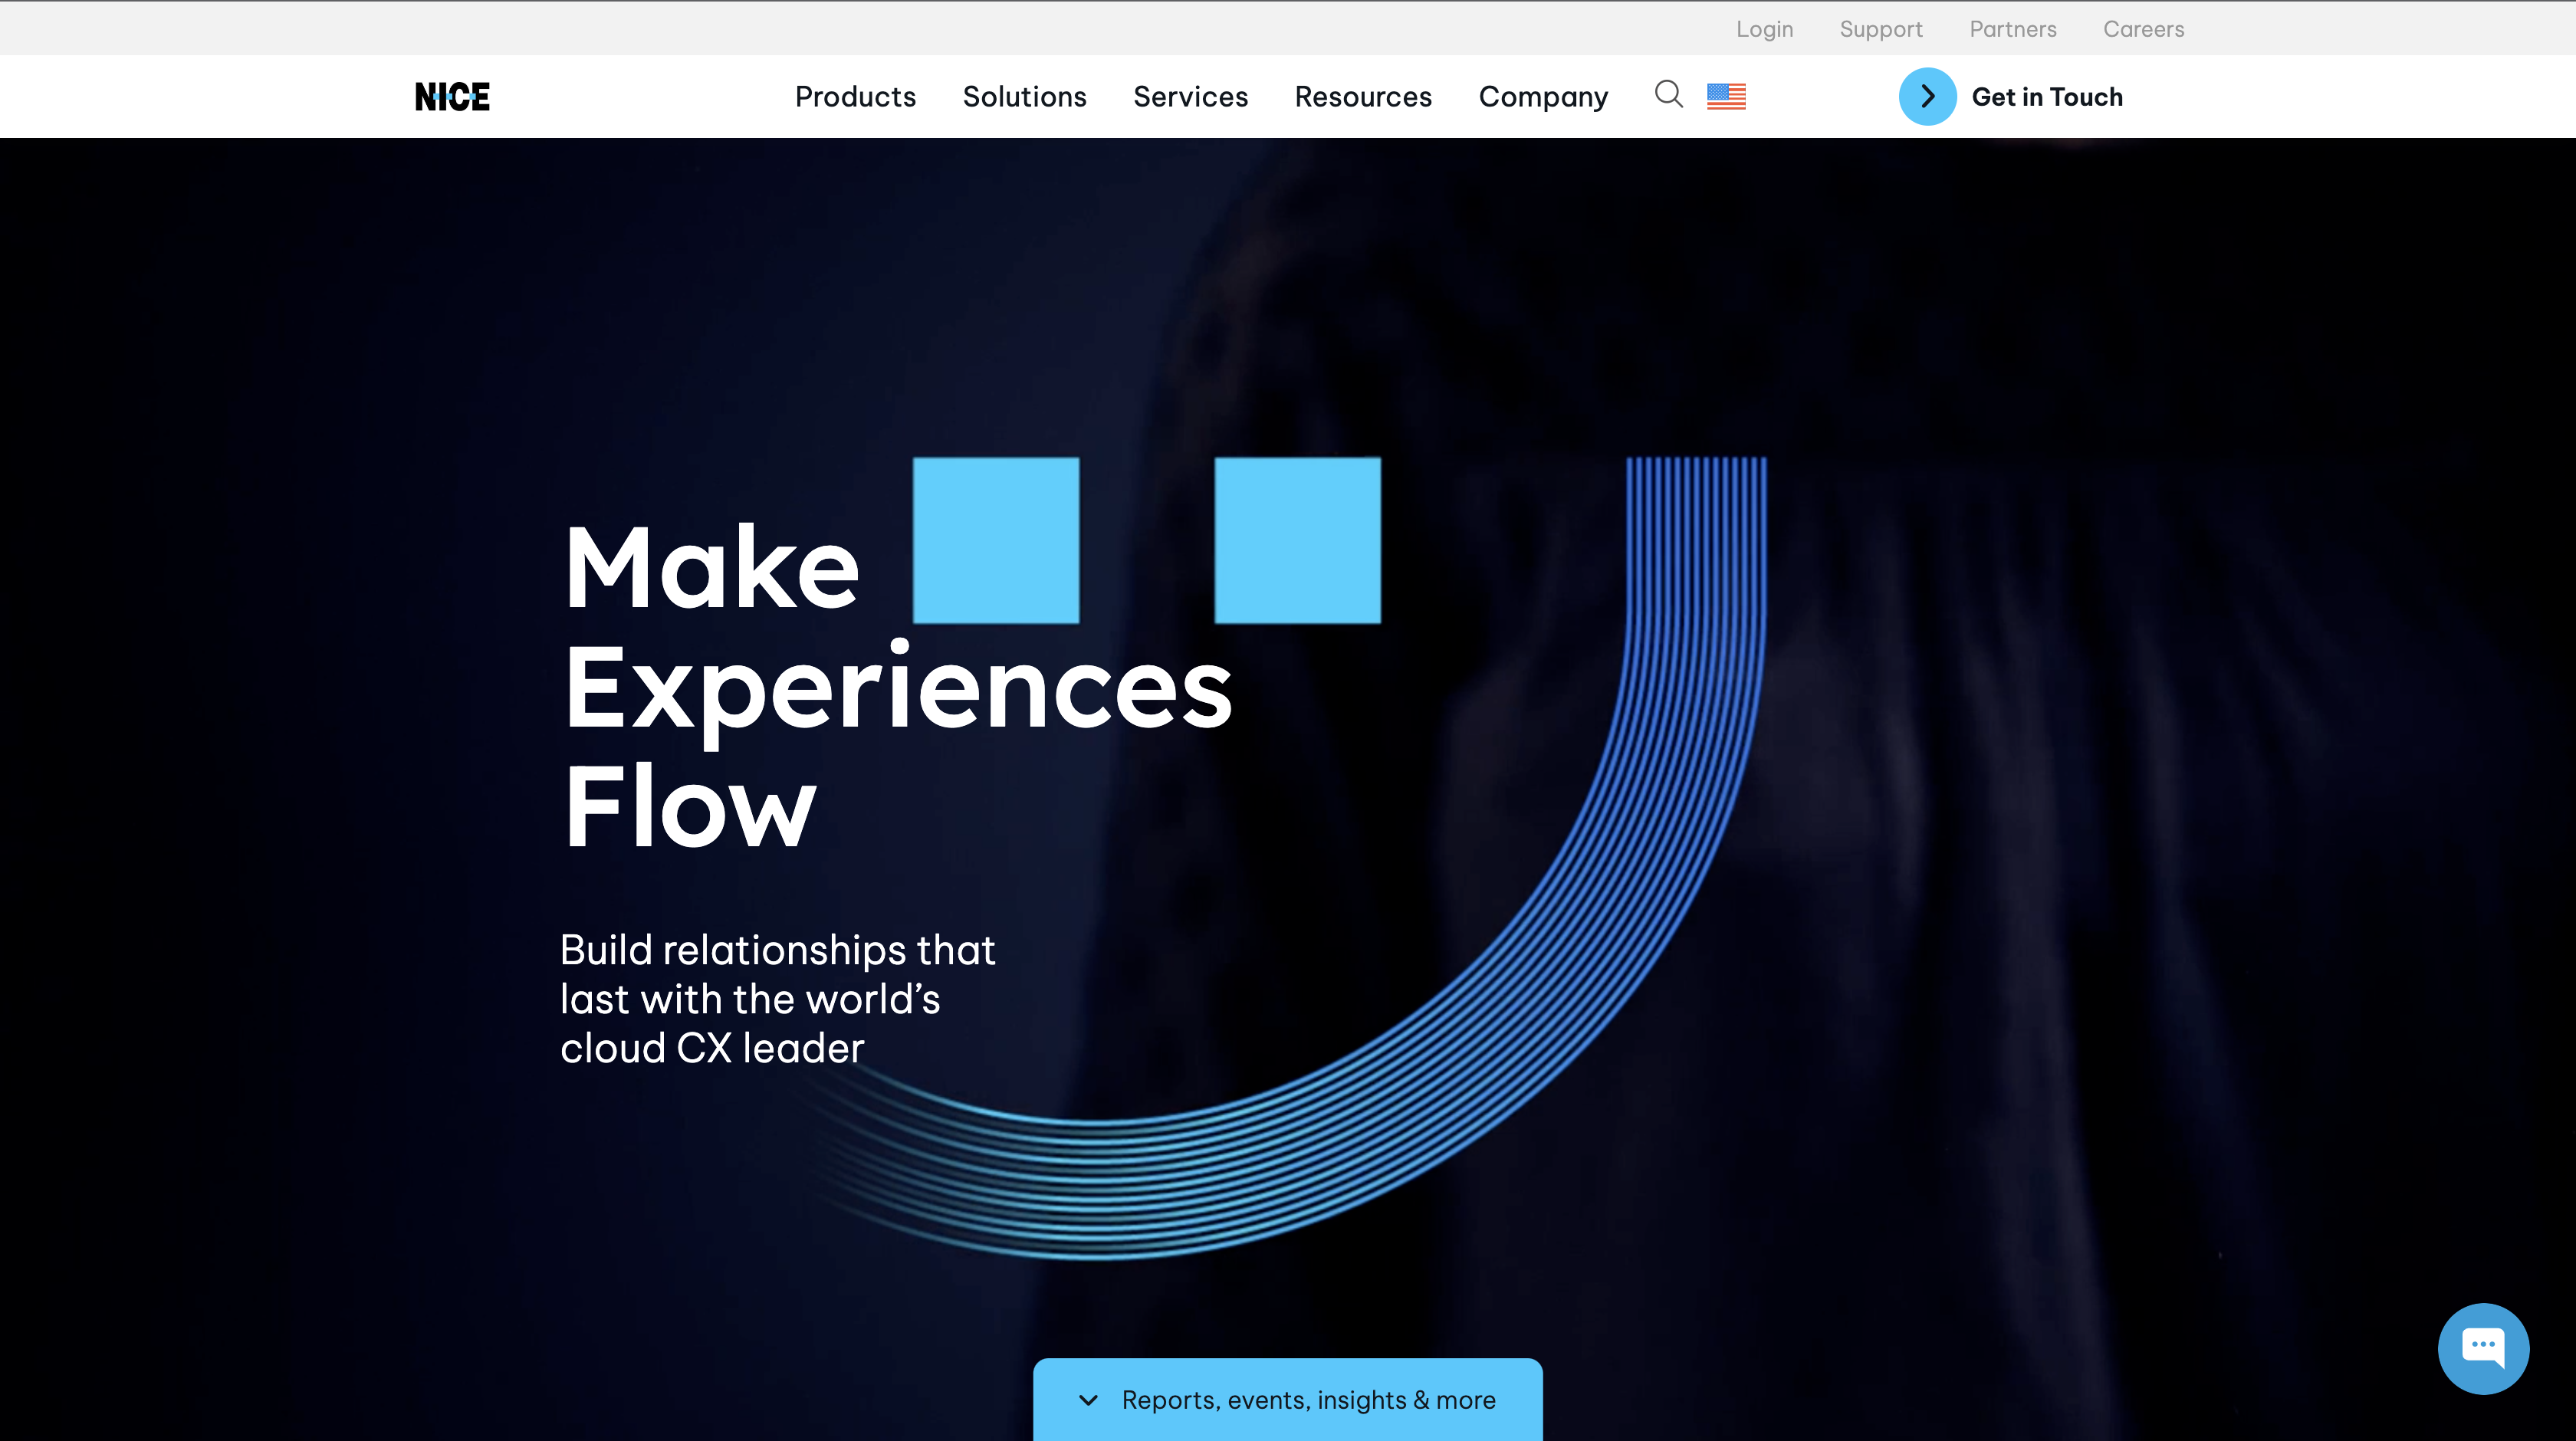 Login Support Partners Careers
NICE
Products Solutions Services Resources Company
Get in Touch
Make
Experiences
Flow
Build relationships that
last with the world’s
cloud CX leader
Reports, events, insights & more